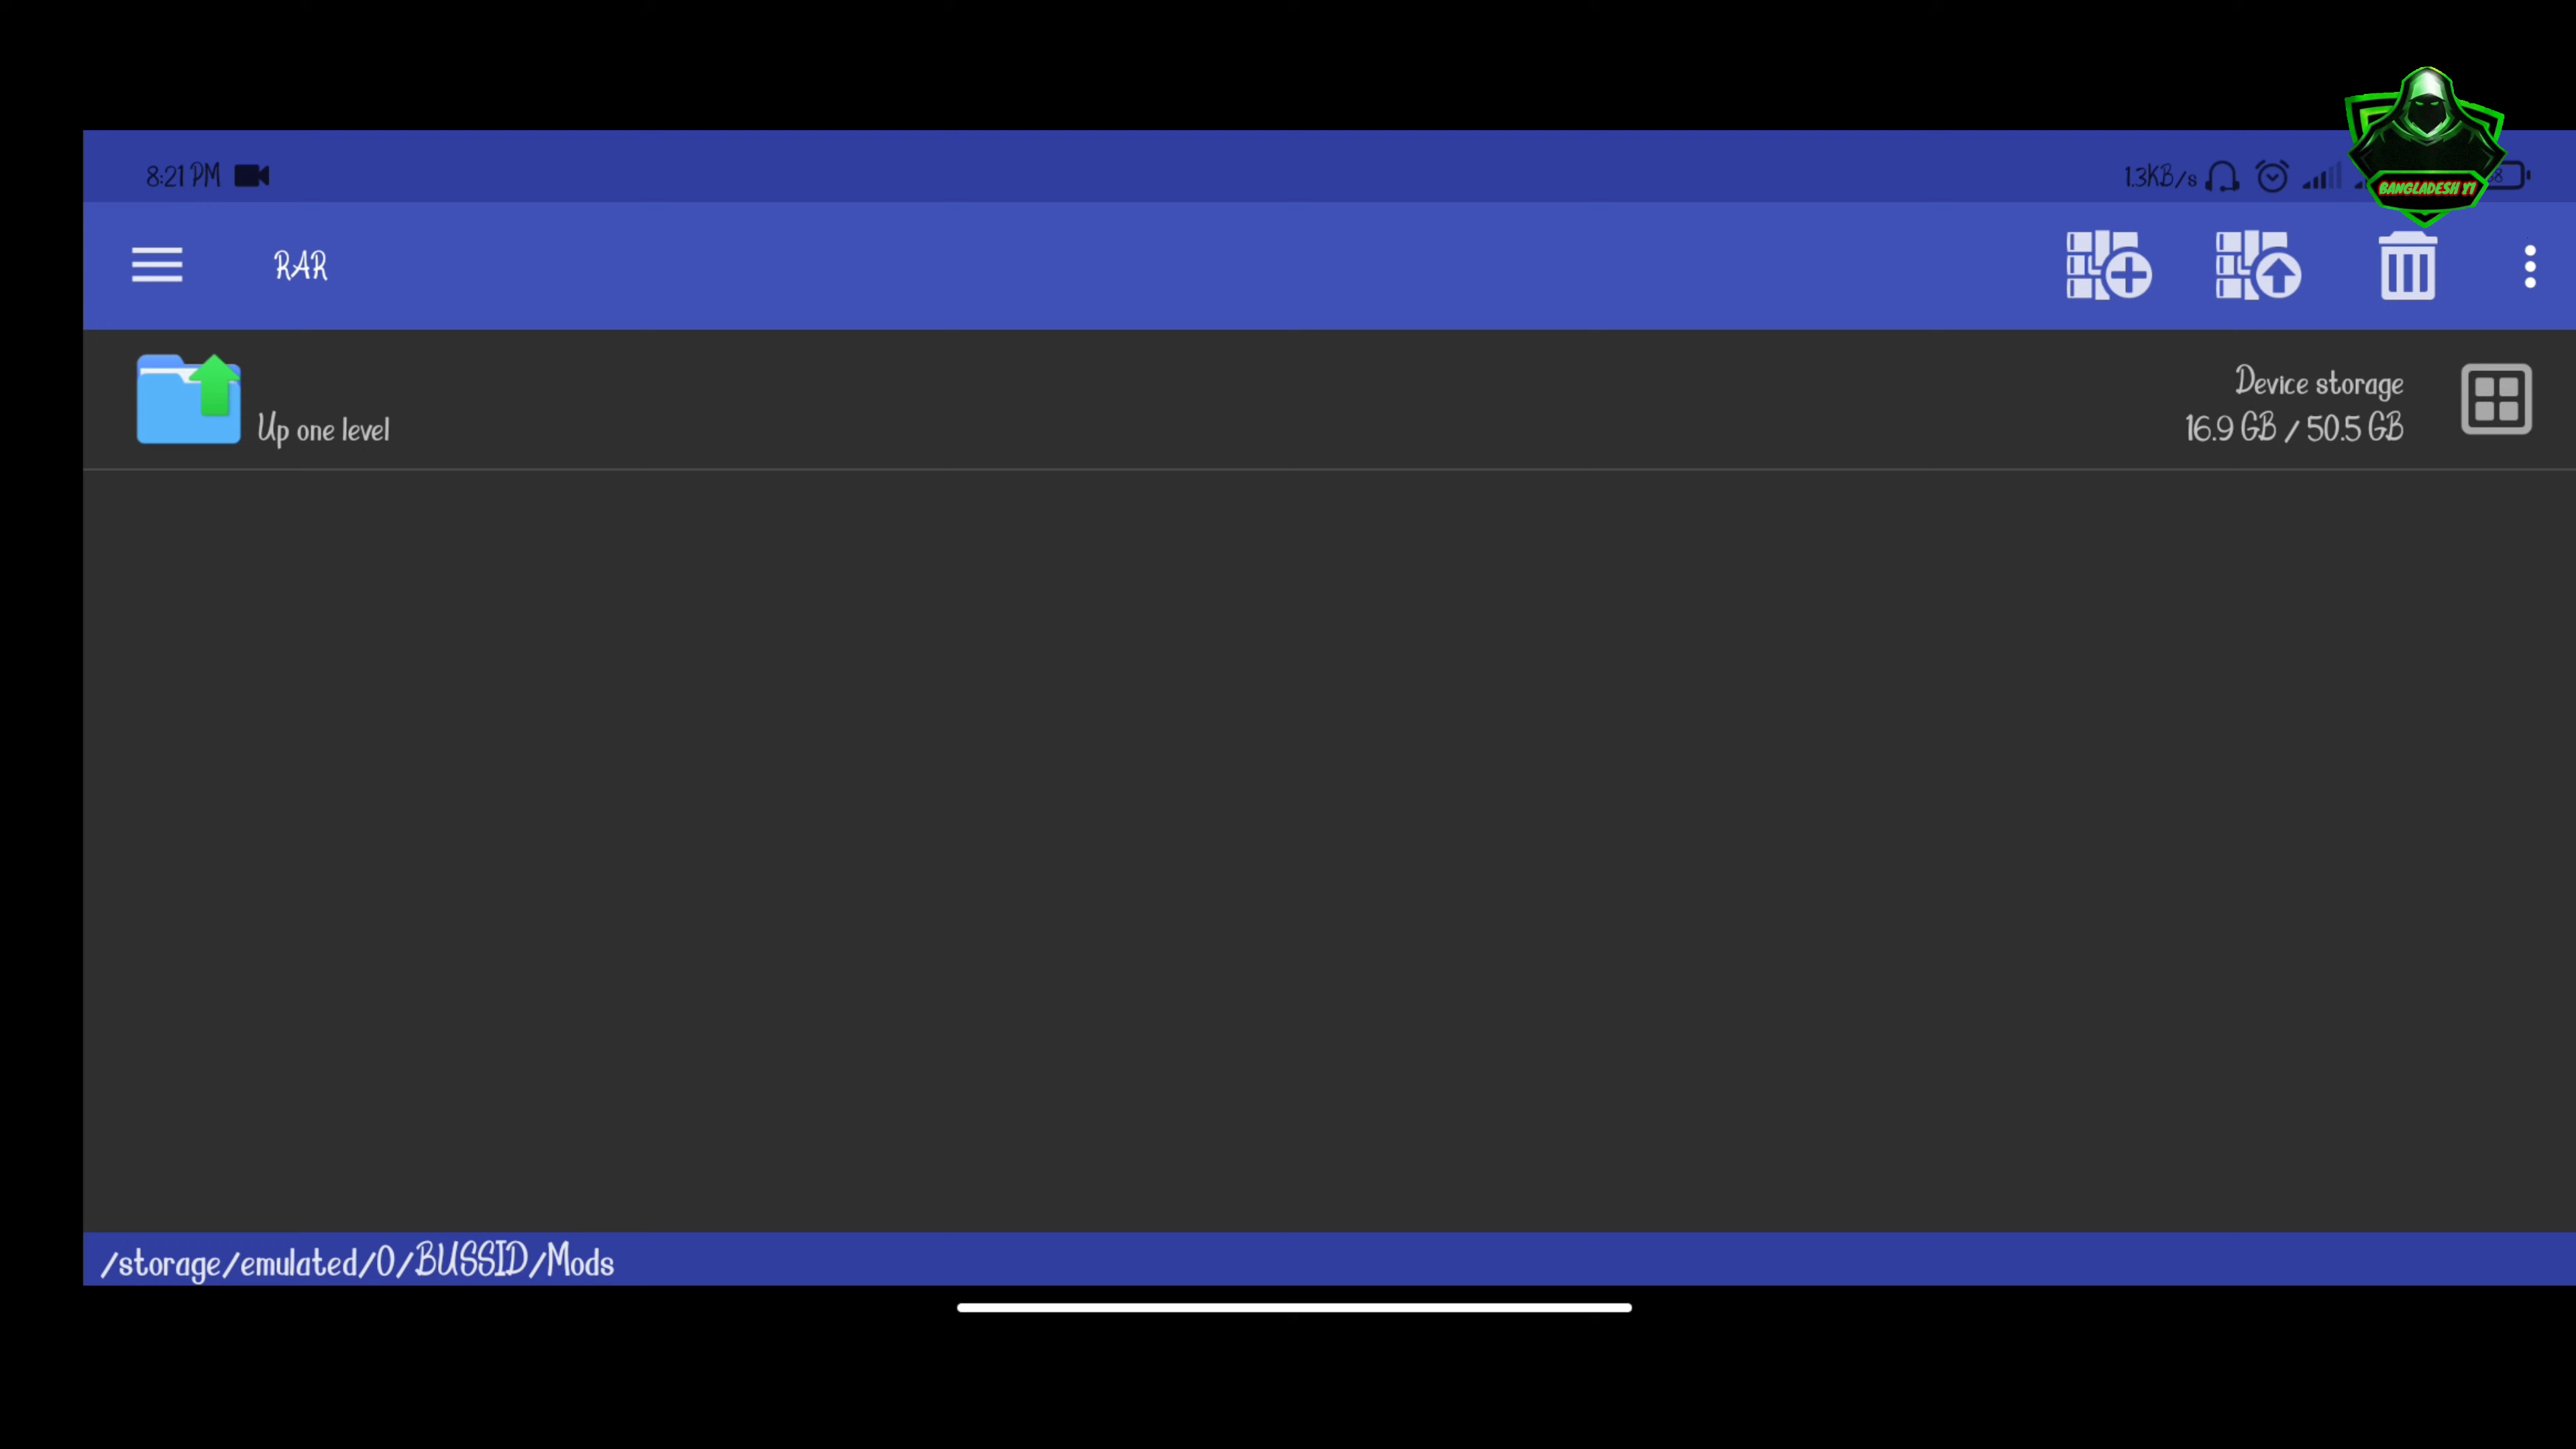 8:21 PM
1.3KB/s
BANGLADESH Y1
RAR
Up one level
Device storage
16.9 GB / 50.5 GB
/storage/emulated/0/BUSSID/Mods